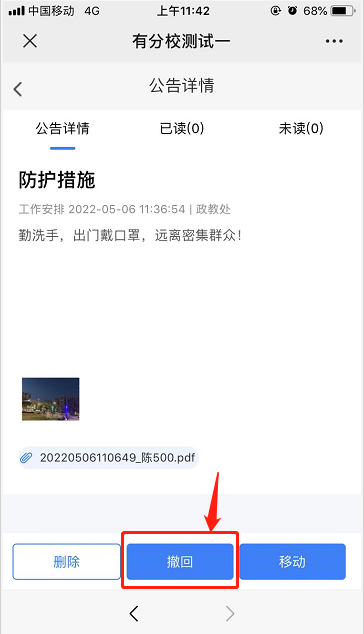 中国移动 4G 上午11:42 68%
有分校测试一
公告详情
公告详情 已读(0) 未读(0)
防护措施
工作安排 2022-05-06 11:36:54 | 政教处
勤洗手，出门戴口罩，远离密集群众！
20220506110649_陈500.pdf
删除 撤回 移动